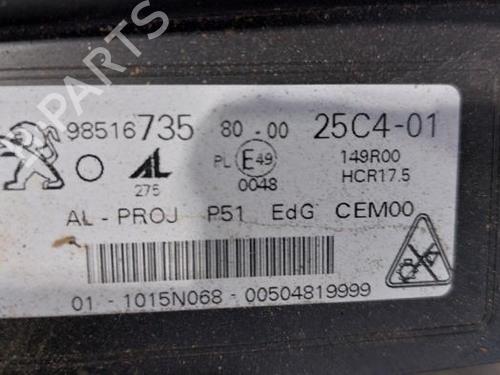 98516735 80-00 25C4-01
AL PL E49 149R00
275 0048 HCR17.5
AL-PROJ P51 EdG CEM00
01 - 1015N068 - 00504819999
B-PARTS